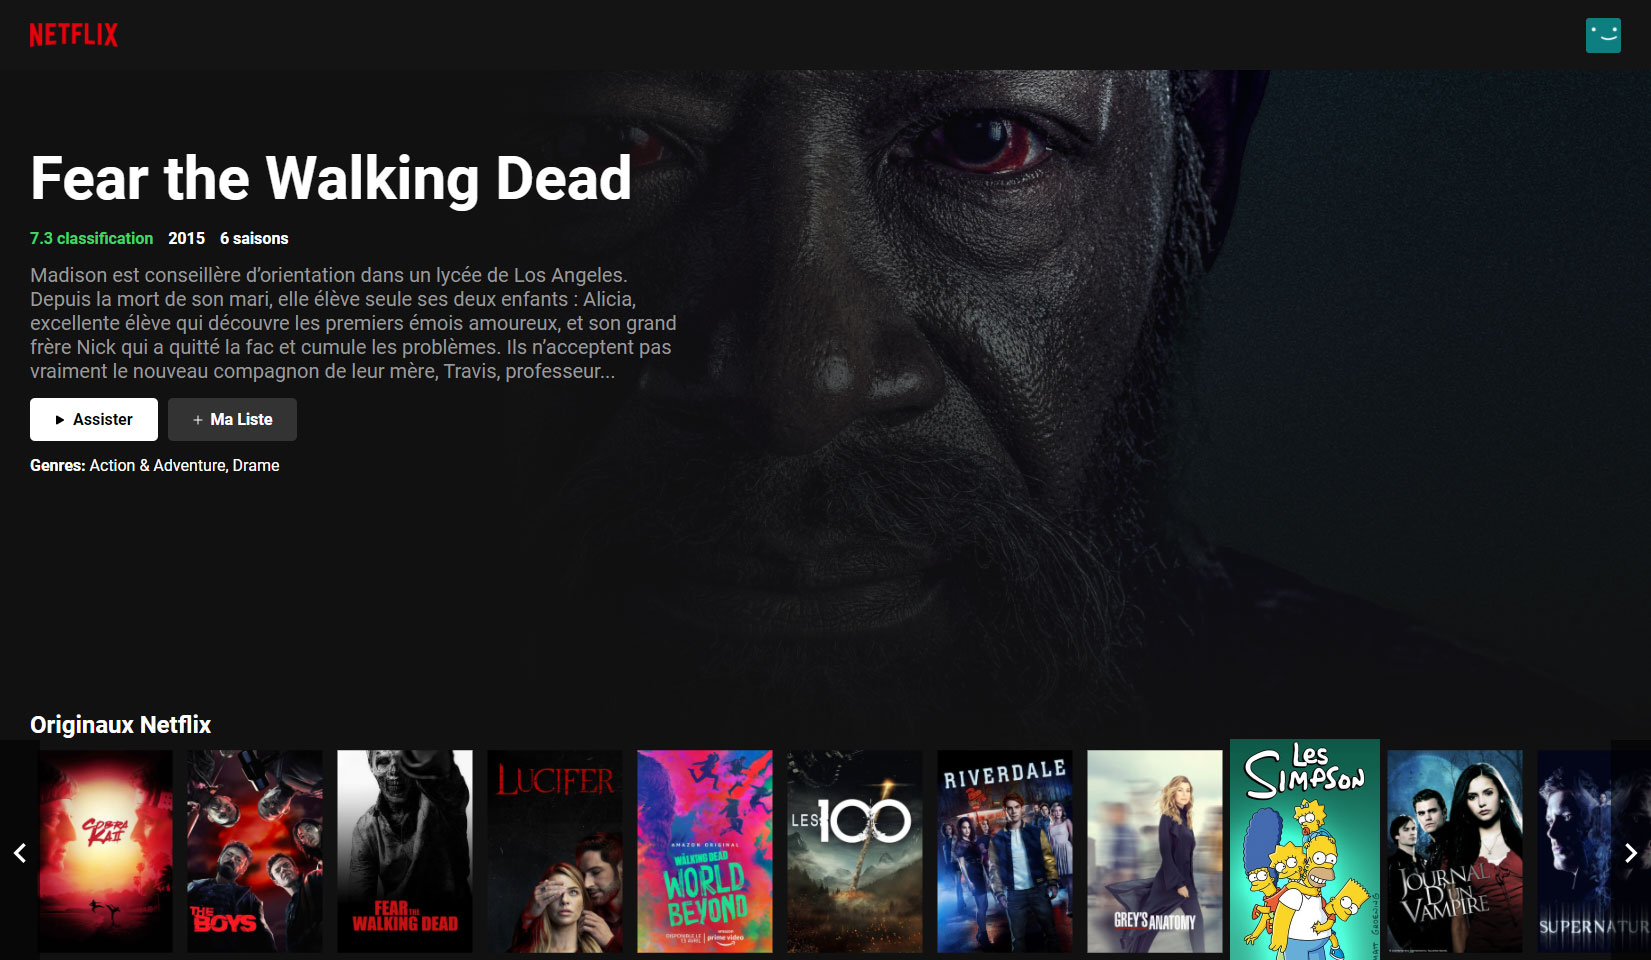 NETFLIX
Fear the Walking Dead
7.3 classification 2015 6 saisons
Madison est conseillère d’orientation dans un lycée de Los Angeles.
Depuis la mort de son mari, elle élève seule ses deux enfants : Alicia,
excellente élève qui découvre les premiers émois amoureux, et son grand
frère Nick qui a quitté la fac et cumule les problèmes. Ils n’acceptent pas
vraiment le nouveau compagnon de leur mère, Travis, professeur...
Assister
+ Ma Liste
Genres: Action & Adventure, Drame
Originaux Netflix
COBRA
KAI
THE
BOYS
FEAR THE
WALKING DEAD
LUCIFER
AMAZON ORIGINAL
THE
WALKING DEAD
WORLD
BEYOND
DISPONIBLE LE
prime video
LES 100
RIVERDALE
GREY'S ANATOMY
Les
Simpson
MATT GROENING
JOURNAL
D'UN
VAMPIRE
SUPERNATUR